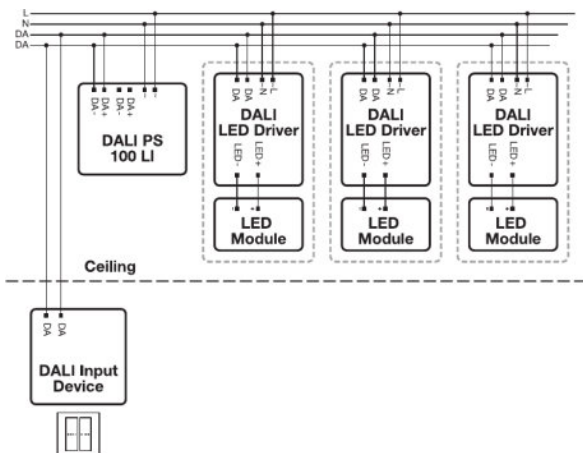 L
N
DA
DA
DA-
DA+
DA-
DA+
DALI PS
100 LI
DA
DA
N
L
DALI
LED Driver
LED-
LED+
LED
Module
DA
DA
N
L
DALI
LED Driver
LED-
LED+
LED
Module
DA
DA
N
L
DALI
LED Driver
LED-
LED+
LED
Module
Ceiling
DA
DA
DALI Input
Device